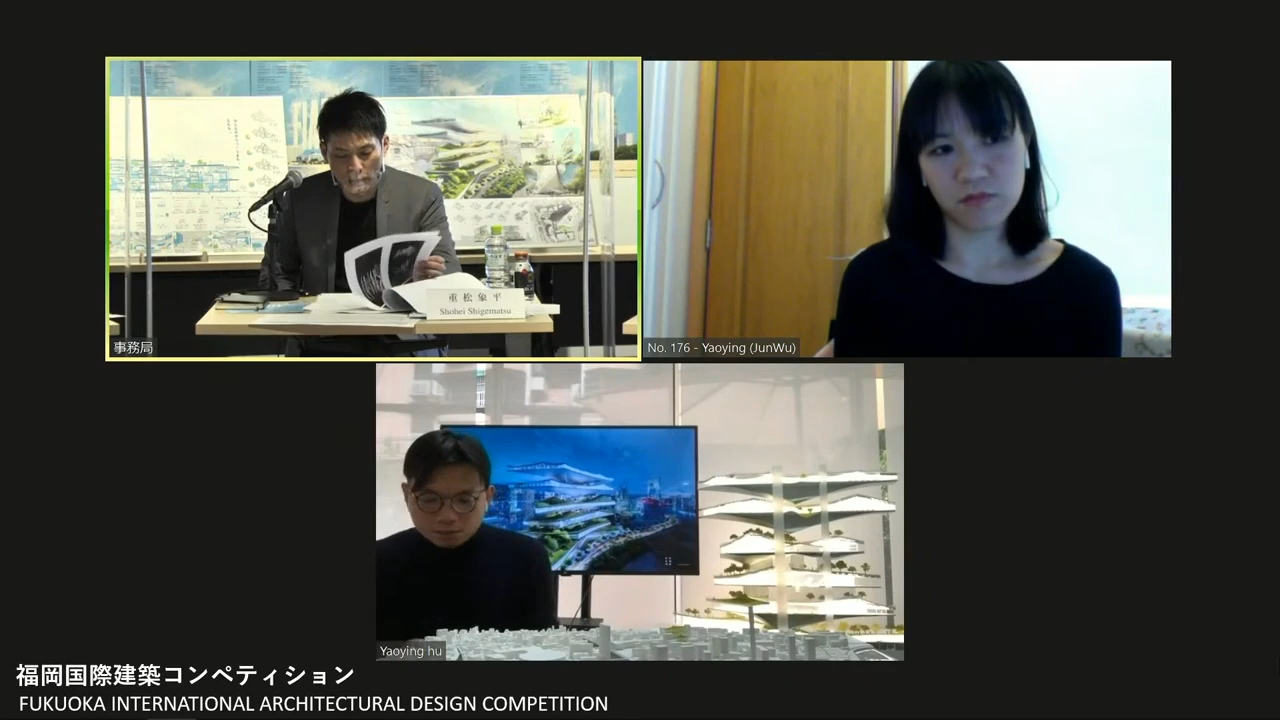 重松象平
Shohei Shigematsu
事務局
No. 176 - Yaoying (JunWu)
Yaoying hu
福岡国際建築コンペティション
FUKUOKA INTERNATIONAL ARCHITECTURAL DESIGN COMPETITION